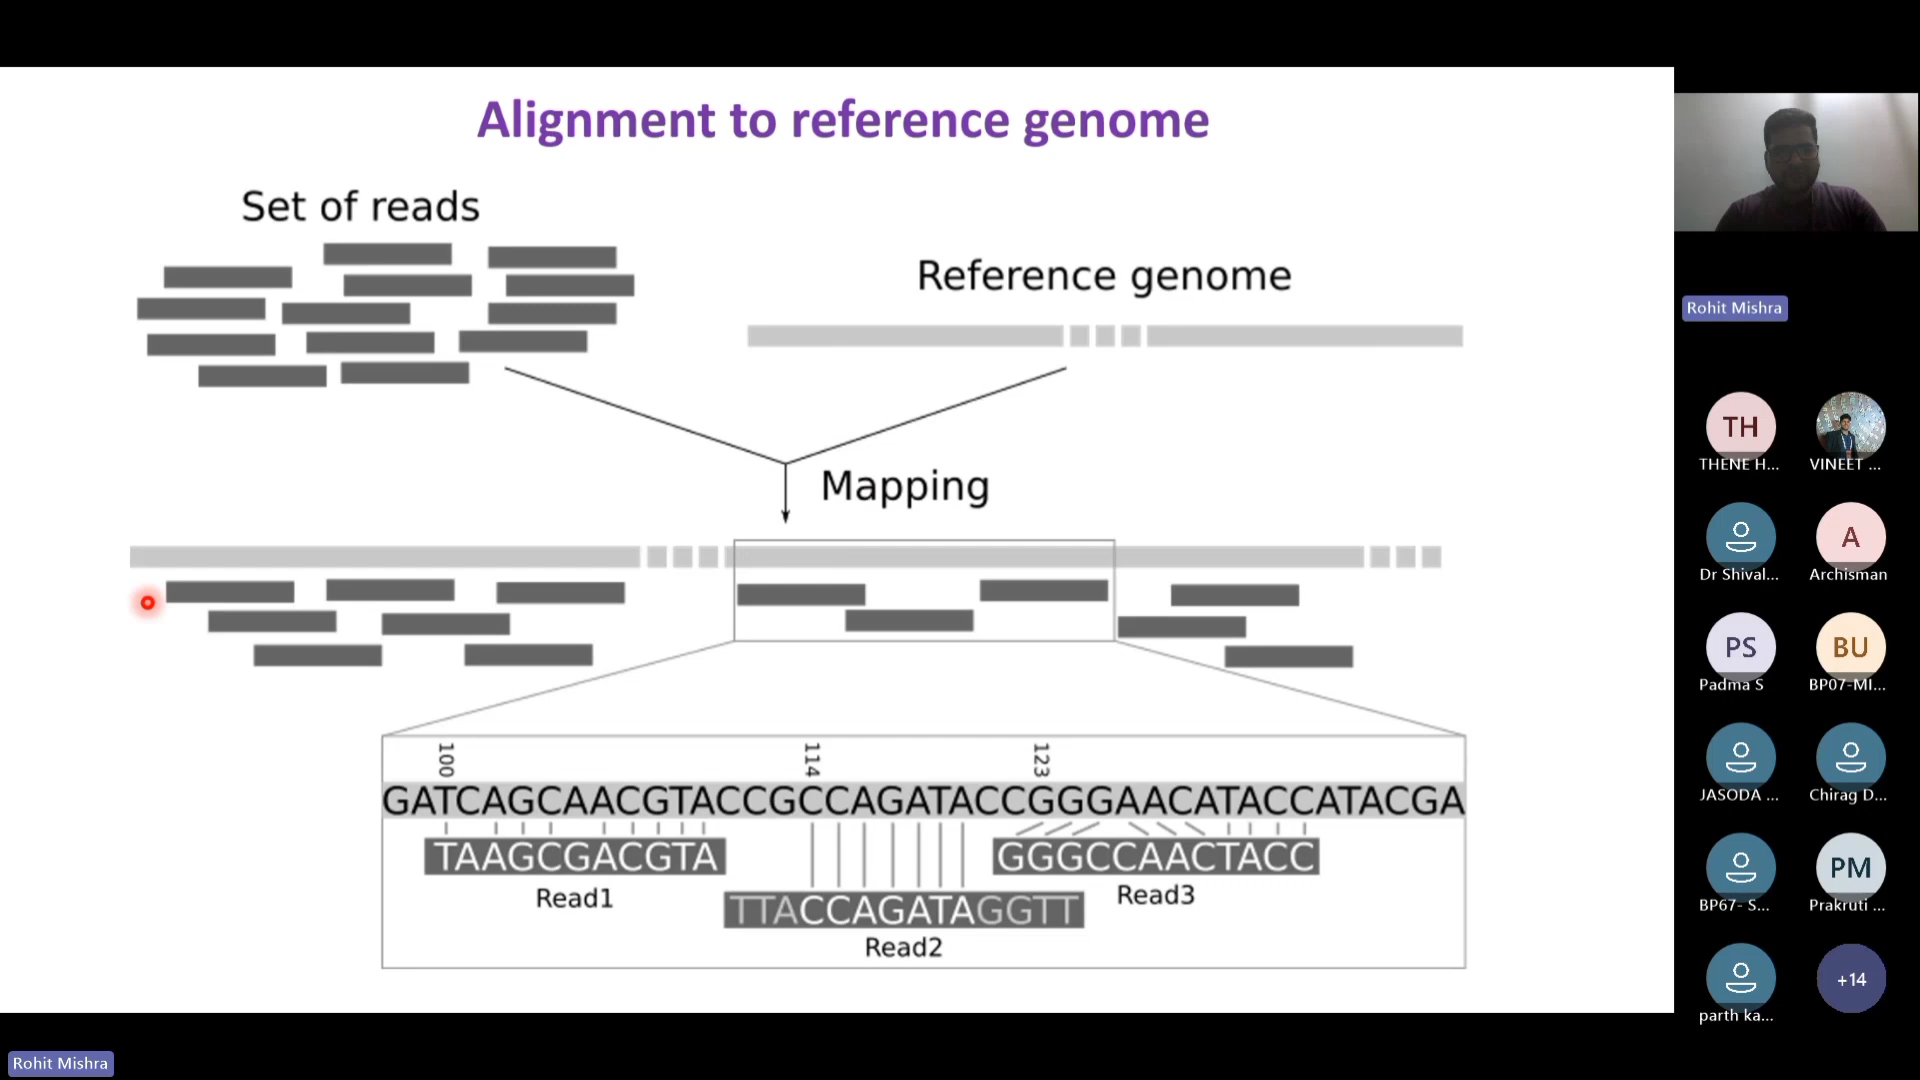 Alignment to reference genome
Set of reads
Reference genome
Mapping
100
114
123
GATCAGCAACGTACCGCCAGATACCGGGAACATACCATACGA
TAAGCGACGTA
Read1
GGGCCAACTACC
Read3
TTACCAGATAGGTT
Read2
Rohit Mishra
TH
THENE H...
VINEET ...
Dr Shival...
A
Archisman
PS
Padma S
BU
BP07-MI...
JASODA ...
Chirag D...
BP67- S...
PM
Prakruti ...
parth ka...
+14
Rohit Mishra